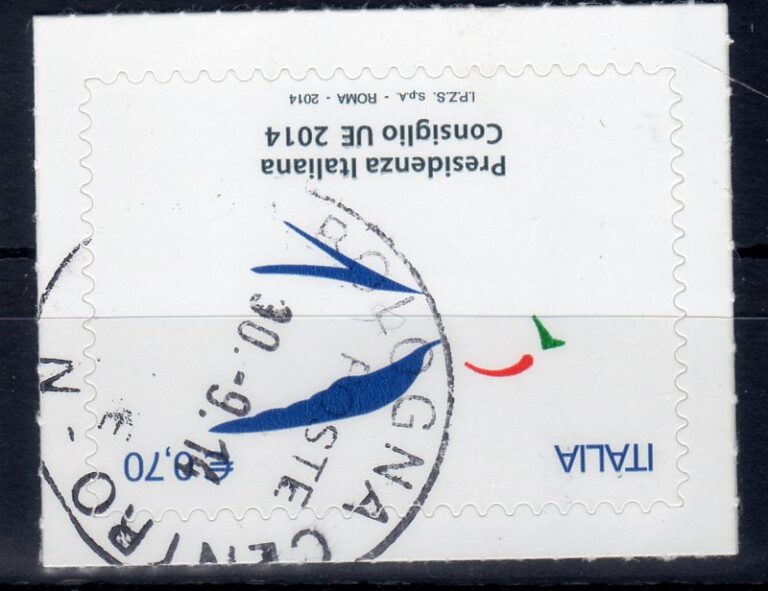 ITALIA
€ 0,70
Presidenza Italiana
Consiglio UE 2014
I.P.Z.S. S.p.A. - ROMA - 2014
BOLOGNA CENTRO - N
POSTE
30.-9.14